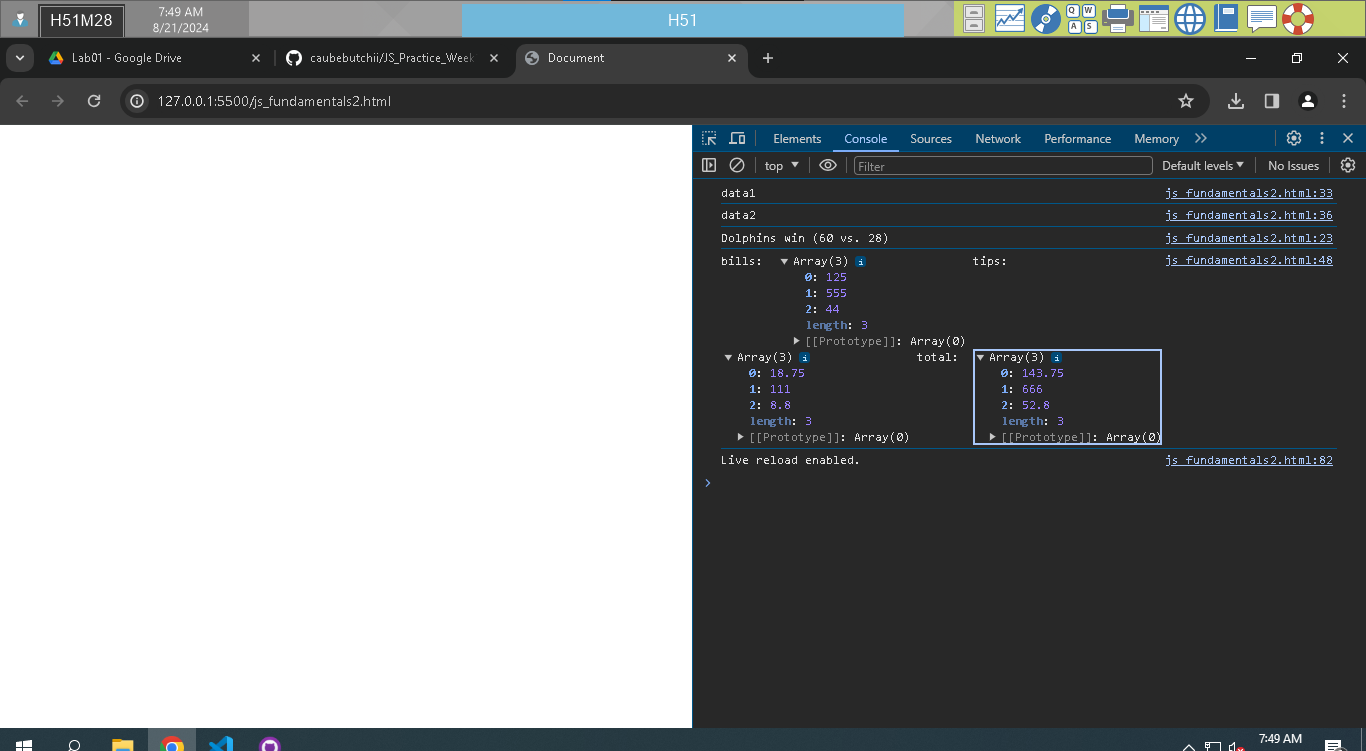 H51M28
7:49 AM
8/21/2024
H51
Q W
A S
Lab01 - Google Drive
caubebutchii/JS_Practice_Week
Document
127.0.0.1:5500/js_fundamentals2.html
Elements Console Sources Network Performance Memory
top Filter Default levels No Issues
data1 js_fundamentals2.html:33
data2 js_fundamentals2.html:36
Dolphins win (60 vs. 28) js_fundamentals2.html:23
bills: Array(3) i tips: js_fundamentals2.html:48
0: 125
1: 555
2: 44
length: 3
[[Prototype]]: Array(0)
Array(3) i total: Array(3) i
0: 18.75 0: 143.75
1: 111 1: 666
2: 8.8 2: 52.8
length: 3 length: 3
[[Prototype]]: Array(0) [[Prototype]]: Array(0)
Live reload enabled. js_fundamentals2.html:82
7:49 AM